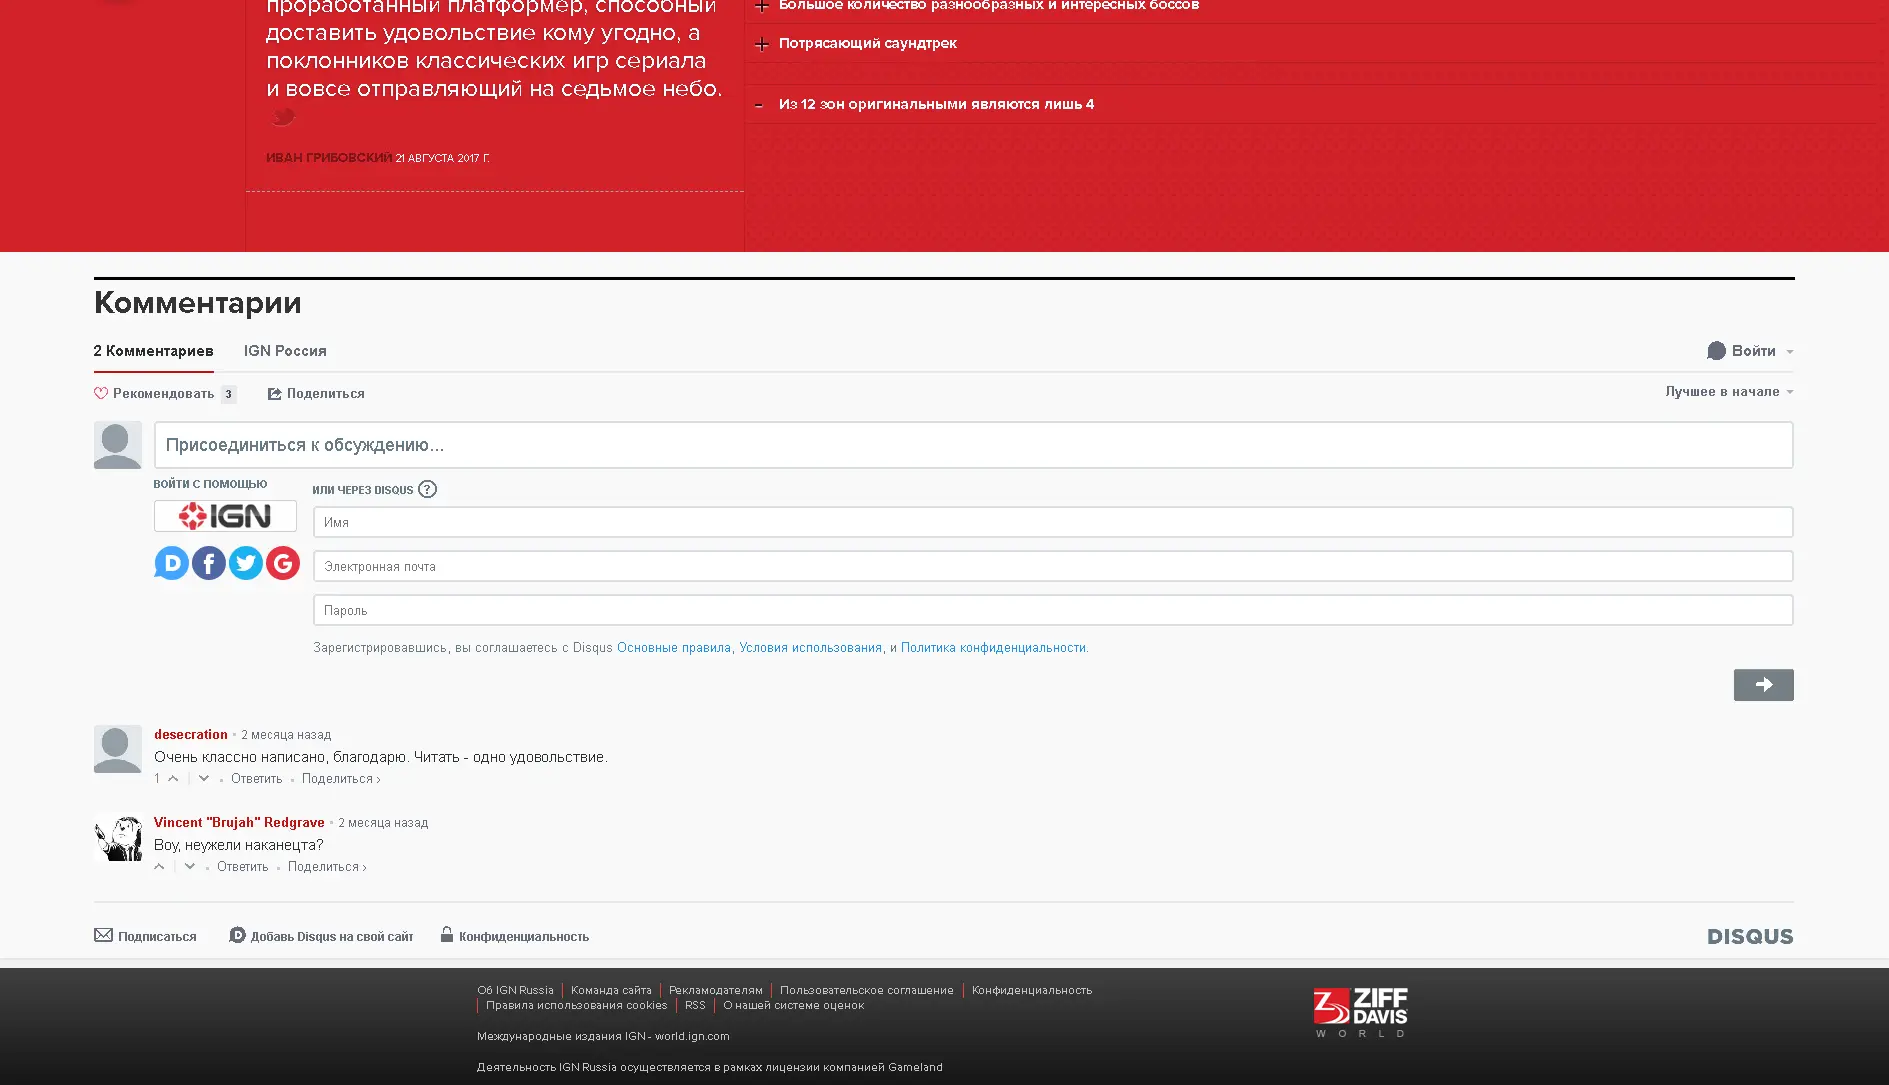 проработанный платформер, способный
доставить удовольствие кому угодно, а
поклонников классических игр сериала
и вовсе отправляющий на седьмое небо.
ИВАН ГРИБОВСКИЙ 21 АВГУСТА 2017 Г.
+ Большое количество разнообразных и интересных боссов
+ Потрясающий саундтрек
- Из 12 зон оригинальными являются лишь 4
Комментарии
2 Комментариев IGN Россия Войти
Рекомендовать 3 Поделиться Лучшее в начале
Присоединиться к обсуждению...
ВОЙТИ С ПОМОЩЬЮ
IGN
D f G
ИЛИ ЧЕРЕЗ DISQUS ?
Имя
Электронная почта
Пароль
Зарегистрировавшись, вы соглашаетесь с Disqus Основные правила, Условия использования, и Политика конфиденциальности.
desecration • 2 месяца назад
Очень классно написано, благодарю. Читать - одно удовольствие.
1 • Ответить • Поделиться ›
Vincent "Brujah" Redgrave • 2 месяца назад
Воу, неужели наканецта?
• Ответить • Поделиться ›
Подписаться D Добавь Disqus на свой сайт Конфиденциальность DISQUS
Об IGN Russia | Команда сайта | Рекламодателям | Пользовательское соглашение | Конфиденциальность
| Правила использования cookies | RSS | О нашей системе оценок
Международные издания IGN - world.ign.com
Деятельность IGN Russia осуществляется в рамках лицензии компанией Gameland
ZIFF
DAVIS
WORLD